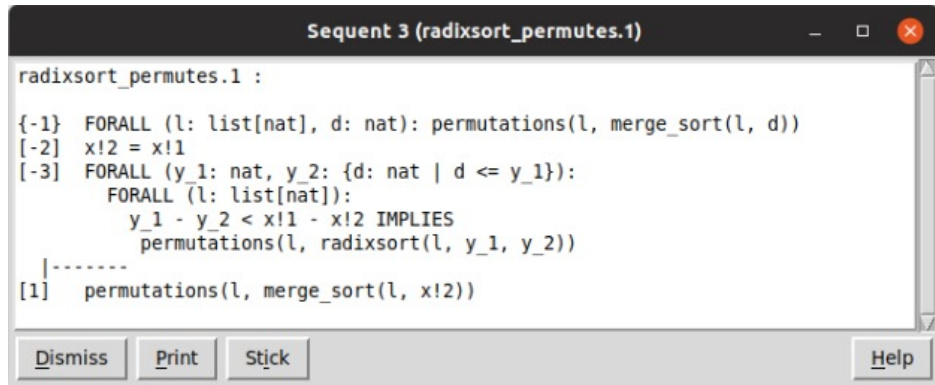 Sequent 3 (radixsort_permutes.1)
radixsort_permutes.1 :
{-1}  FORALL (l: list[nat], d: nat): permutations(l, merge_sort(l, d))
[-2]  x!2 = x!1
[-3]  FORALL (y_1: nat, y_2: {d: nat | d <= y_1}):
        FORALL (l: list[nat]):
          y_1 - y_2 < x!1 - x!2 IMPLIES
           permutations(l, radixsort(l, y_1, y_2))
  |-------
[1]   permutations(l, merge_sort(l, x!2))
Dismiss Print Stick Help